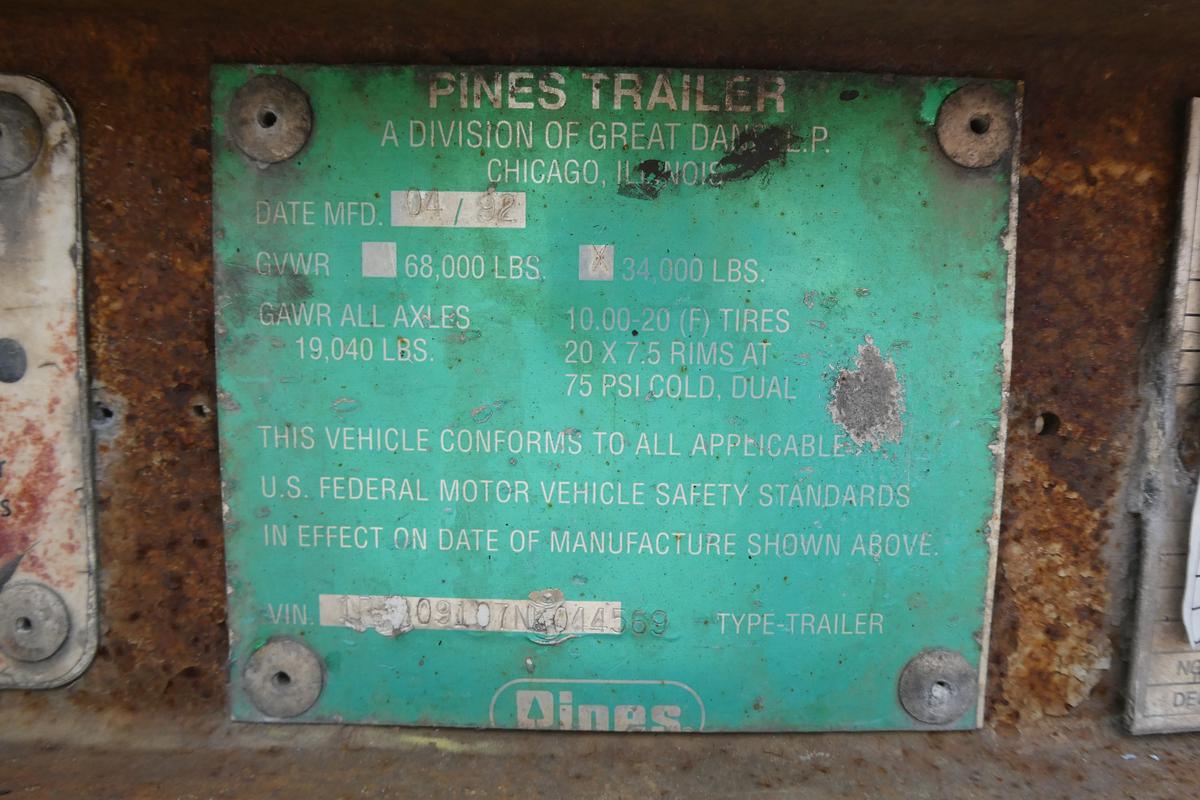 PINES TRAILER
A DIVISION OF GREAT DANE L.P.
CHICAGO, ILLINOIS
DATE MFD. 04 / 92
GVWR 68,000 LBS. X 34,000 LBS.
GAWR ALL AXLES 10.00-20 (F) TIRES
19,040 LBS. 20 X 7.5 RIMS AT
75 PSI COLD, DUAL
THIS VEHICLE CONFORMS TO ALL APPLICABLE
U.S. FEDERAL MOTOR VEHICLE SAFETY STANDARDS
IN EFFECT ON DATE OF MANUFACTURE SHOWN ABOVE.
VIN. TYPE-TRAILER
Pines